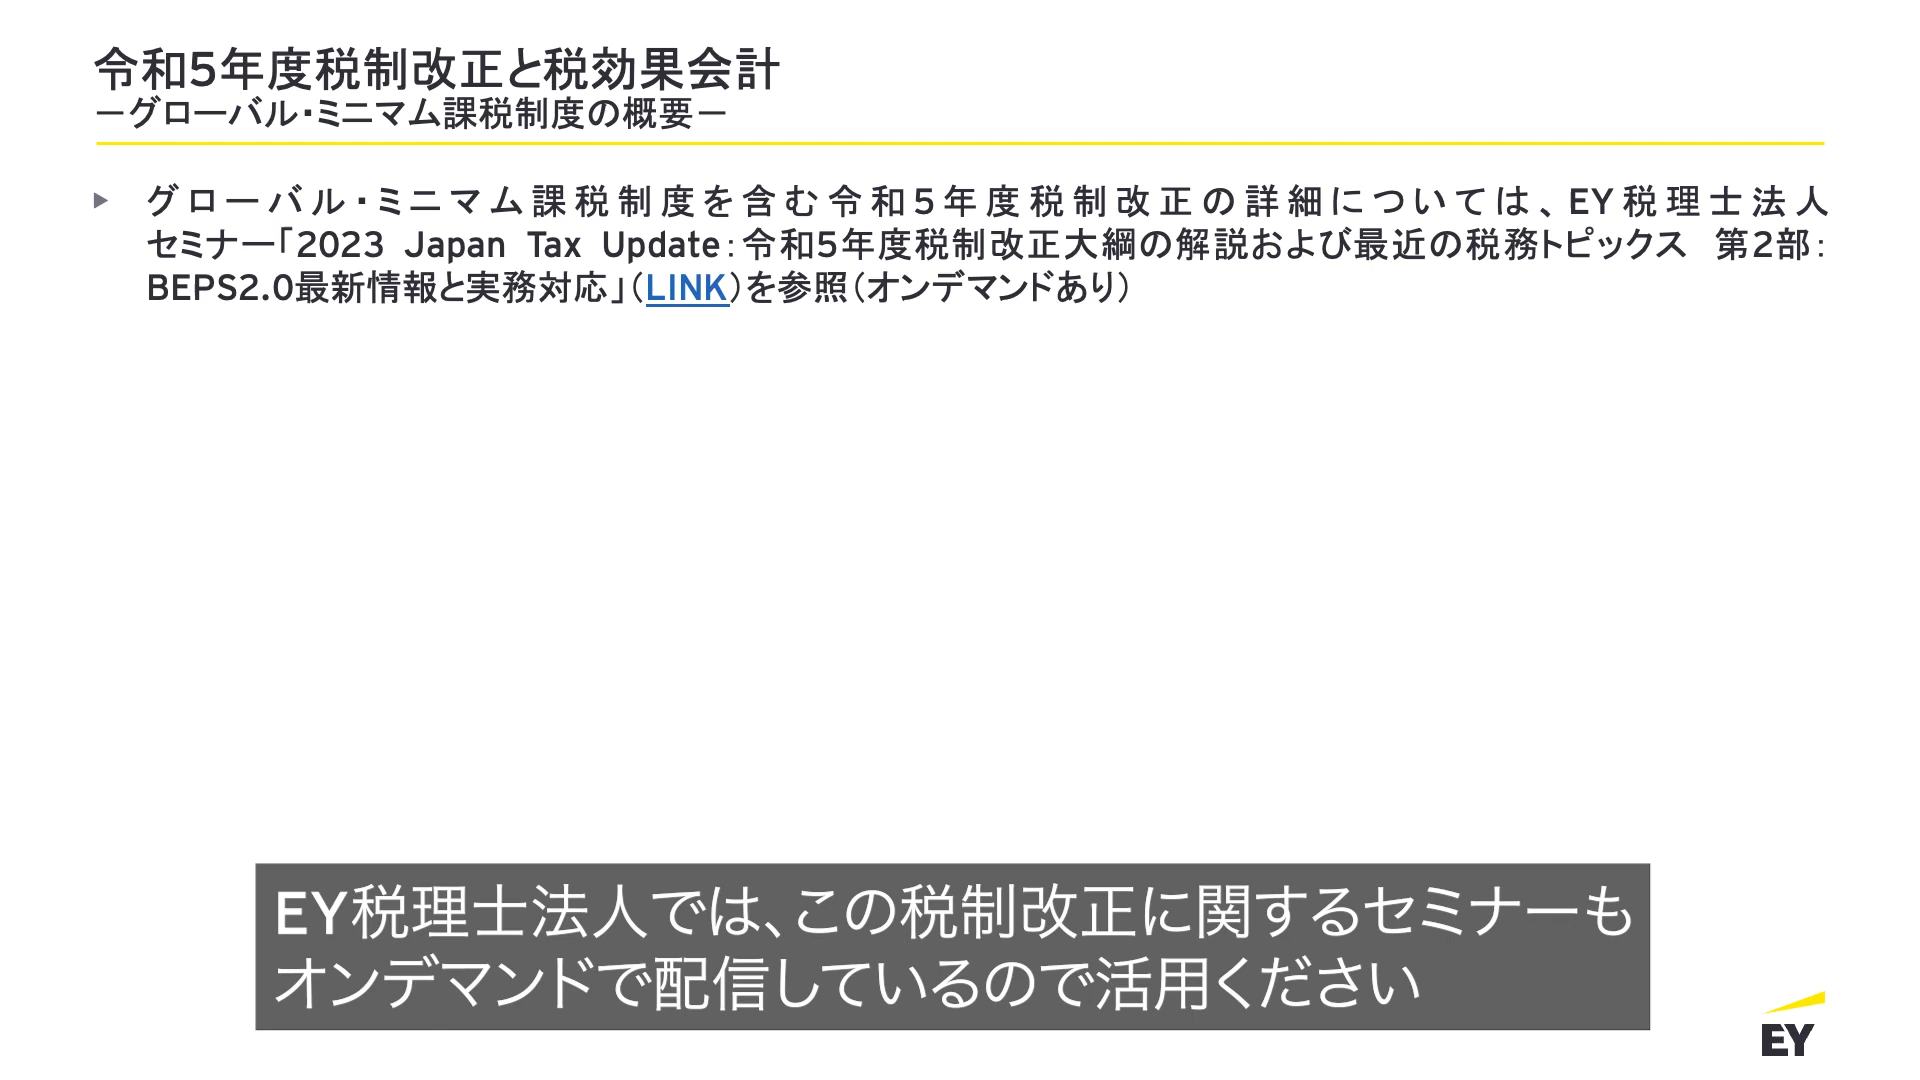 令和5年度税制改正と税効果会計
－グローバル・ミニマム課税制度の概要－
グローバル・ミニマム課税制度を含む令和5年度税制改正の詳細については、EY税理士法人
セミナー「2023 Japan Tax Update：令和5年度税制改正大綱の解説および最近の税務トピックス　第2部：
BEPS2.0最新情報と実務対応」（LINK）を参照（オンデマンドあり）
EY税理士法人では、この税制改正に関するセミナーも
オンデマンドで配信しているので活用ください
EY